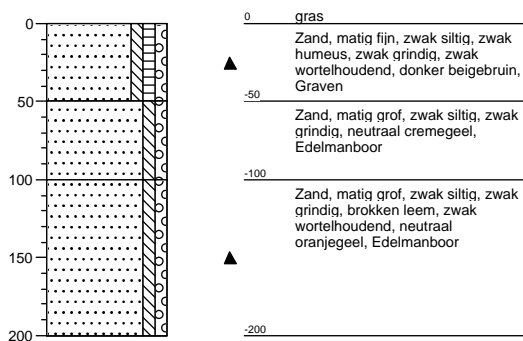 0
50
100
150
200
0
gras
Zand, matig fijn, zwak siltig, zwak
humeus, zwak grindig, zwak
wortelhoudend, donker beigebruin,
Graven
-50
Zand, matig grof, zwak siltig, zwak
grindig, neutraal cremegeel,
Edelmanboor
-100
Zand, matig grof, zwak siltig, zwak
grindig, brokken leem, zwak
wortelhoudend, neutraal
oranjegeel, Edelmanboor
-200